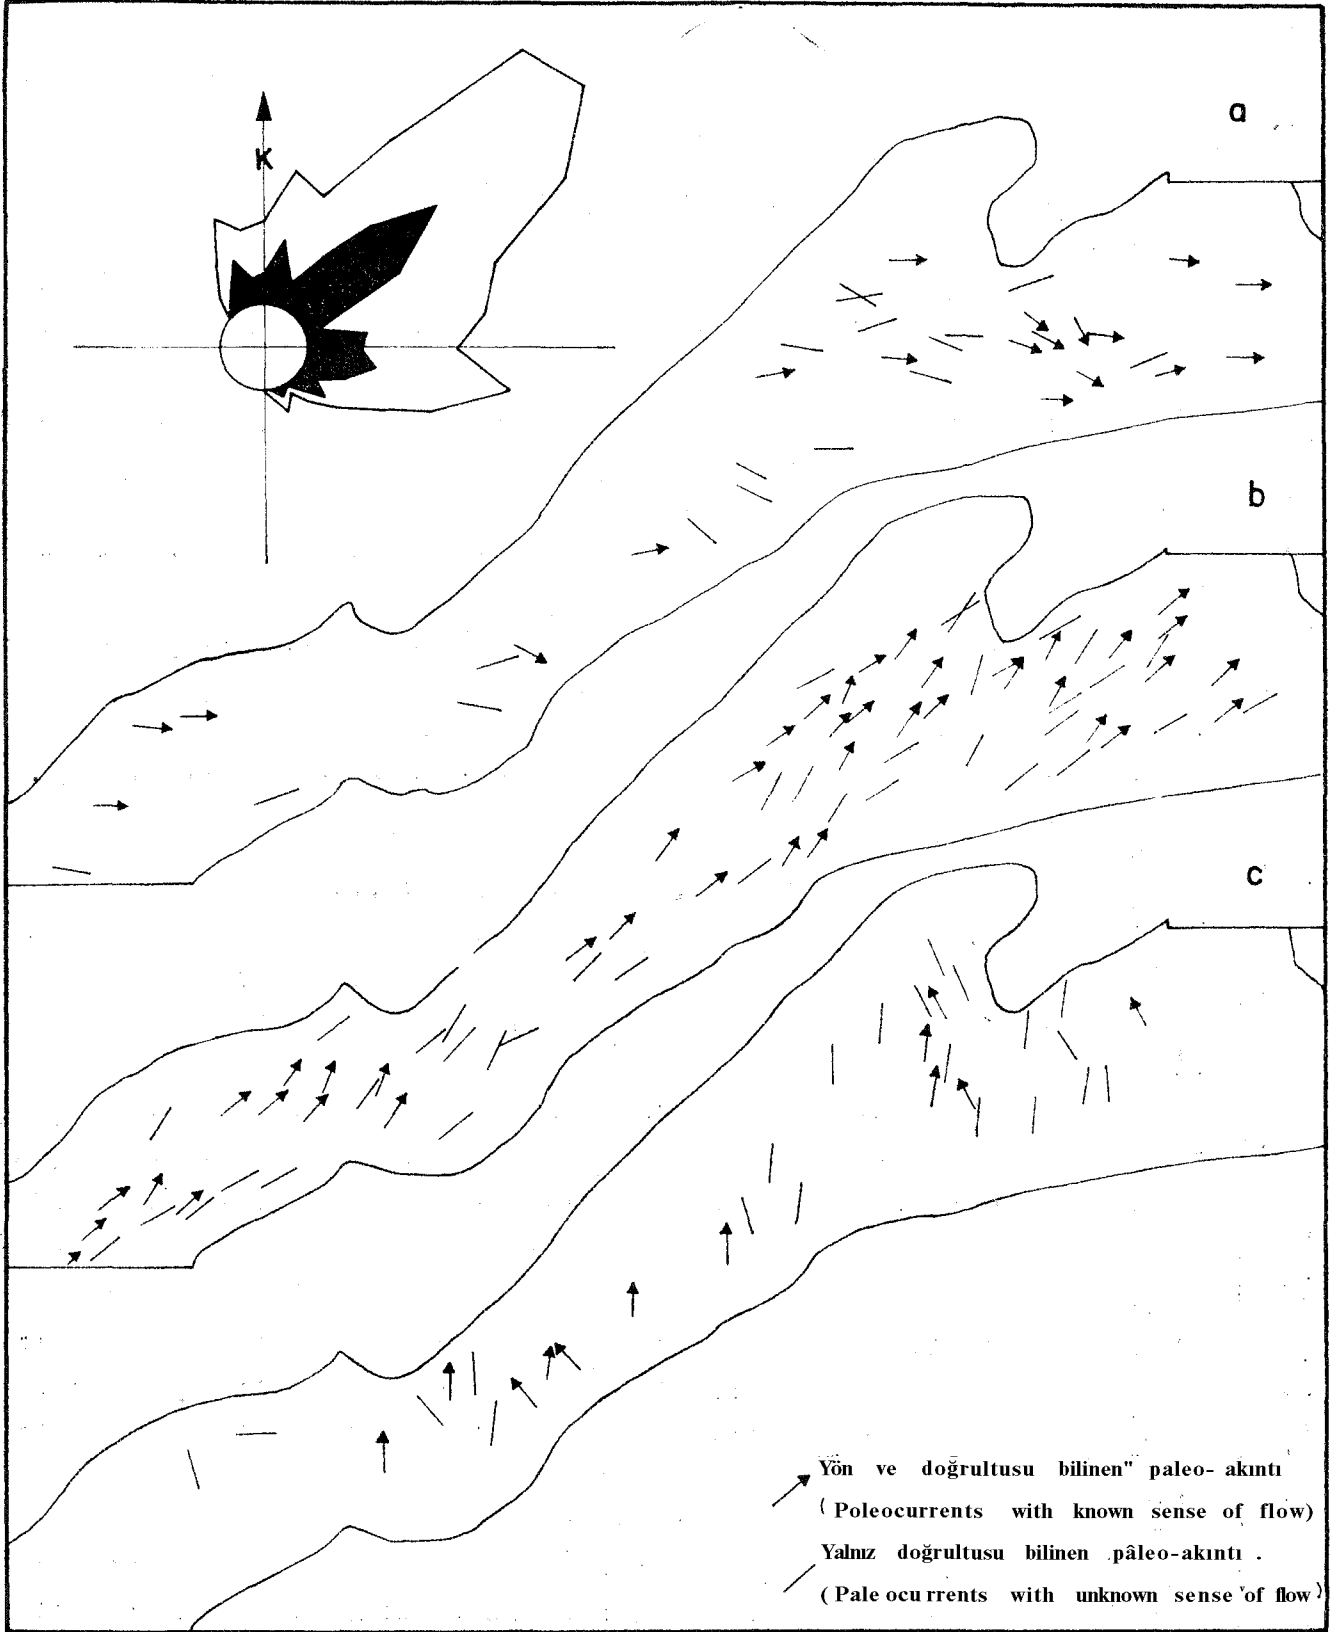 K
a
b
c
Yön ve doğrultusu bilinen" paleo- akıntı
( Poleocurrents with known sense of flow)
Yalnız doğrultusu bilinen pâleo-akıntı .
( Pale ocu rrents with unknown sense of flow )